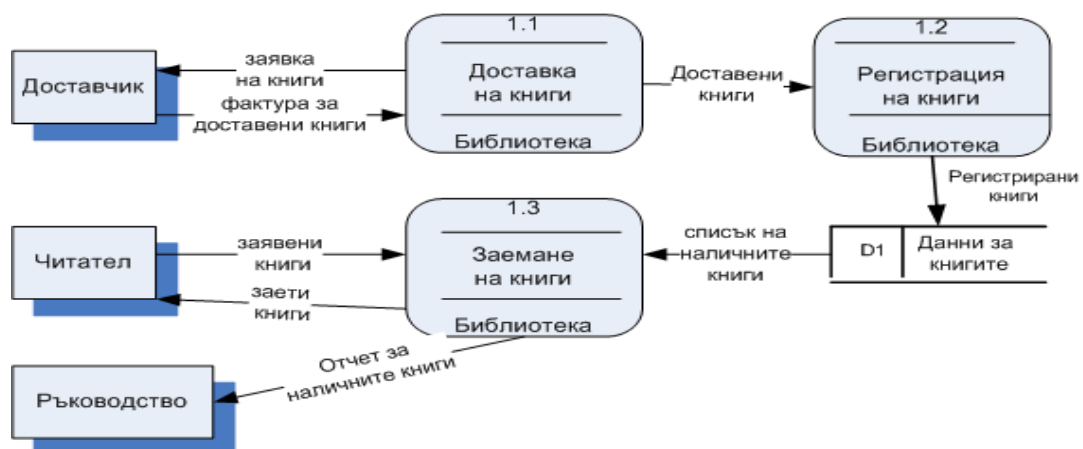 Доставчик
заявка
на книги
фактура за
доставени книги
1.1
Доставка
на книги
Библиотека
Доставени
книги
1.2
Регистрация
на книги
Библиотека
Регистрирани
книги
Читател
заявени
книги
заети
книги
1.3
Заемане
на книги
Библиотека
списък на
наличните
книги
D1
Данни за
книгите
Отчет за
наличните книги
Ръководство